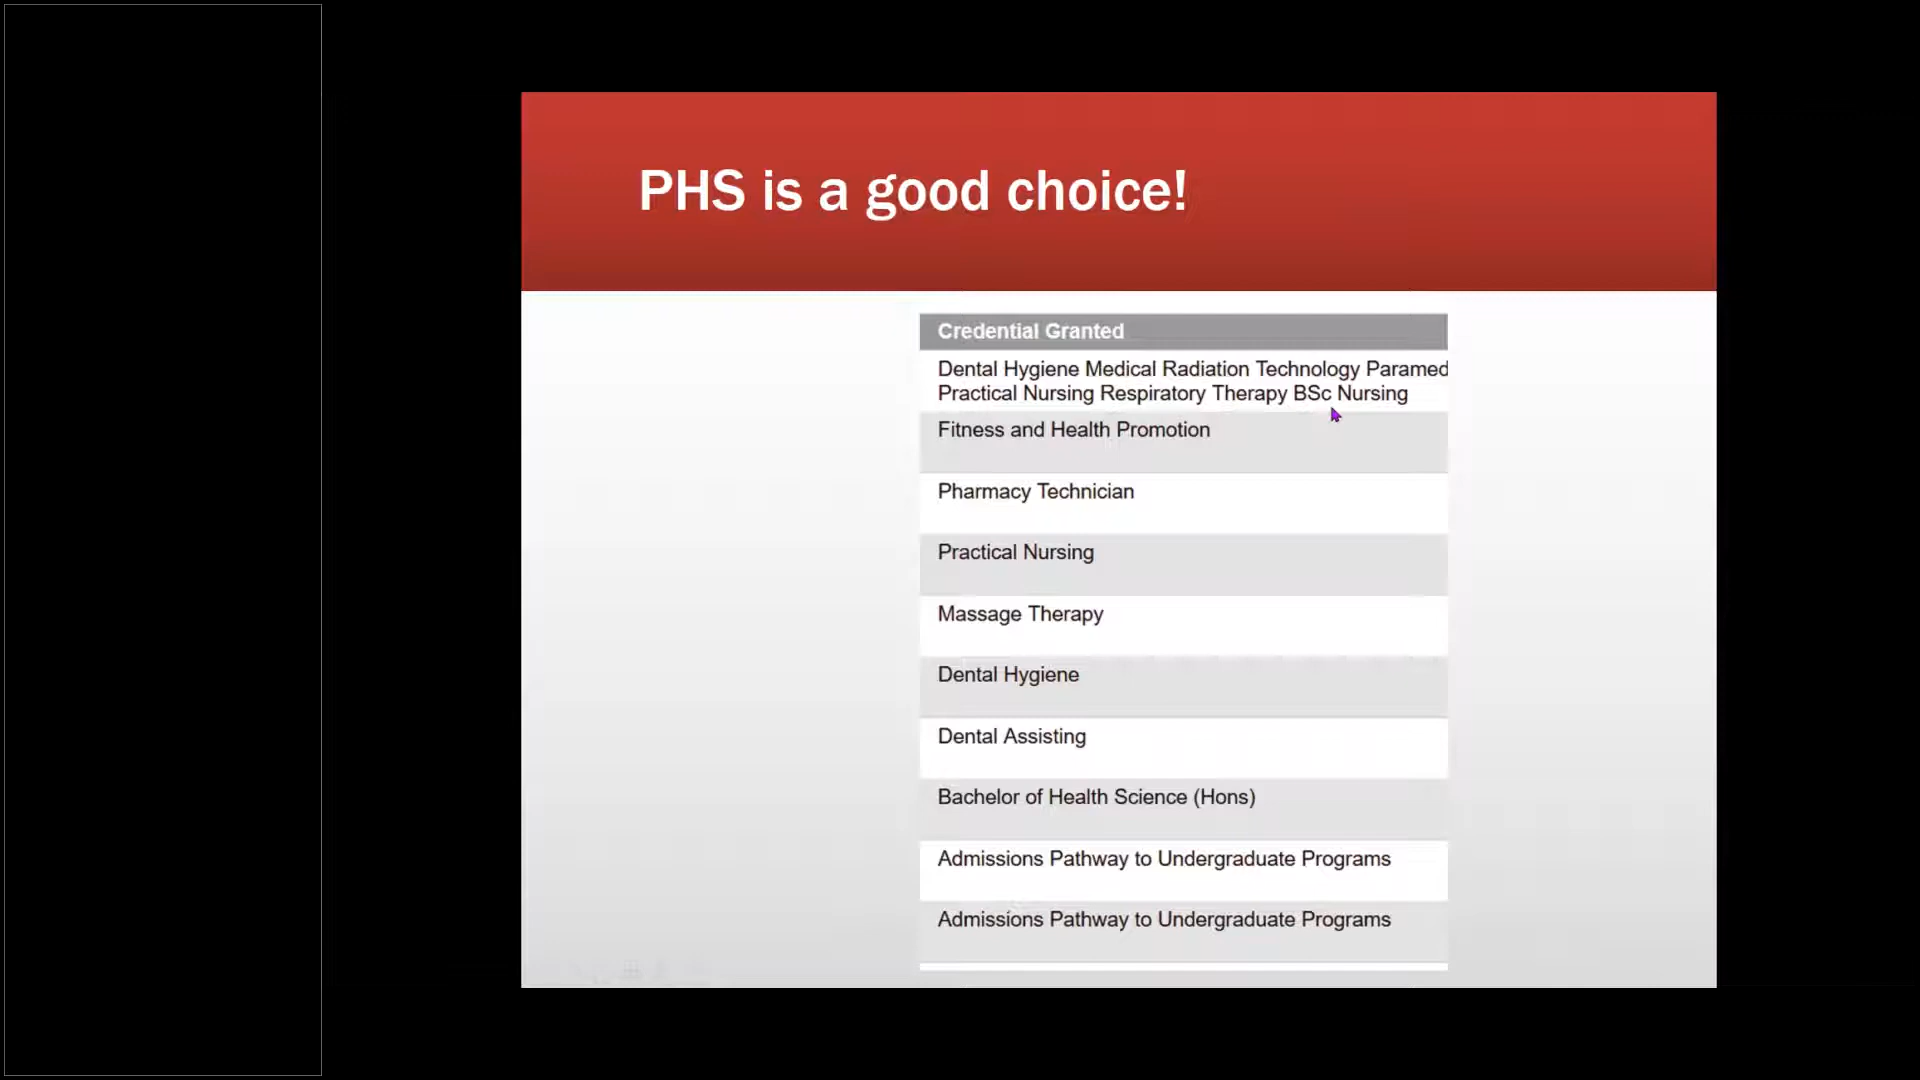 PHS is a good choice!
Credential Granted
Dental Hygiene Medical Radiation Technology Paramed
Practical Nursing Respiratory Therapy BSc Nursing
Fitness and Health Promotion
Pharmacy Technician
Practical Nursing
Massage Therapy
Dental Hygiene
Dental Assisting
Bachelor of Health Science (Hons)
Admissions Pathway to Undergraduate Programs
Admissions Pathway to Undergraduate Programs